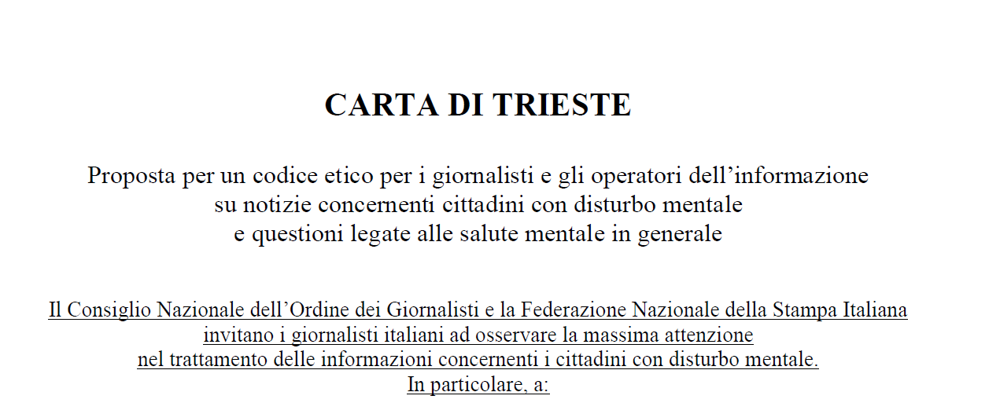 CARTA DI TRIESTE
Proposta per un codice etico per i giornalisti e gli operatori dell’informazione
su notizie concernenti cittadini con disturbo mentale
e questioni legate alle salute mentale in generale
Il Consiglio Nazionale dell’Ordine dei Giornalisti e la Federazione Nazionale della Stampa Italiana
invitano i giornalisti italiani ad osservare la massima attenzione
nel trattamento delle informazioni concernenti i cittadini con disturbo mentale.
In particolare, a: